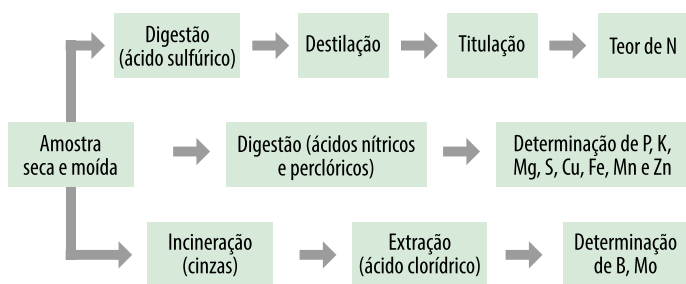 Digestão
(ácido sulfúrico)
Destilação
Titulação
Teor de N
Amostra
seca e moída
Digestão (ácidos nítricos
e perclóricos)
Determinação de P, K,
Mg, S, Cu, Fe, Mn e Zn
Incineração
(cinzas)
Extração
(ácido clorídrico)
Determinação
de B, Mo